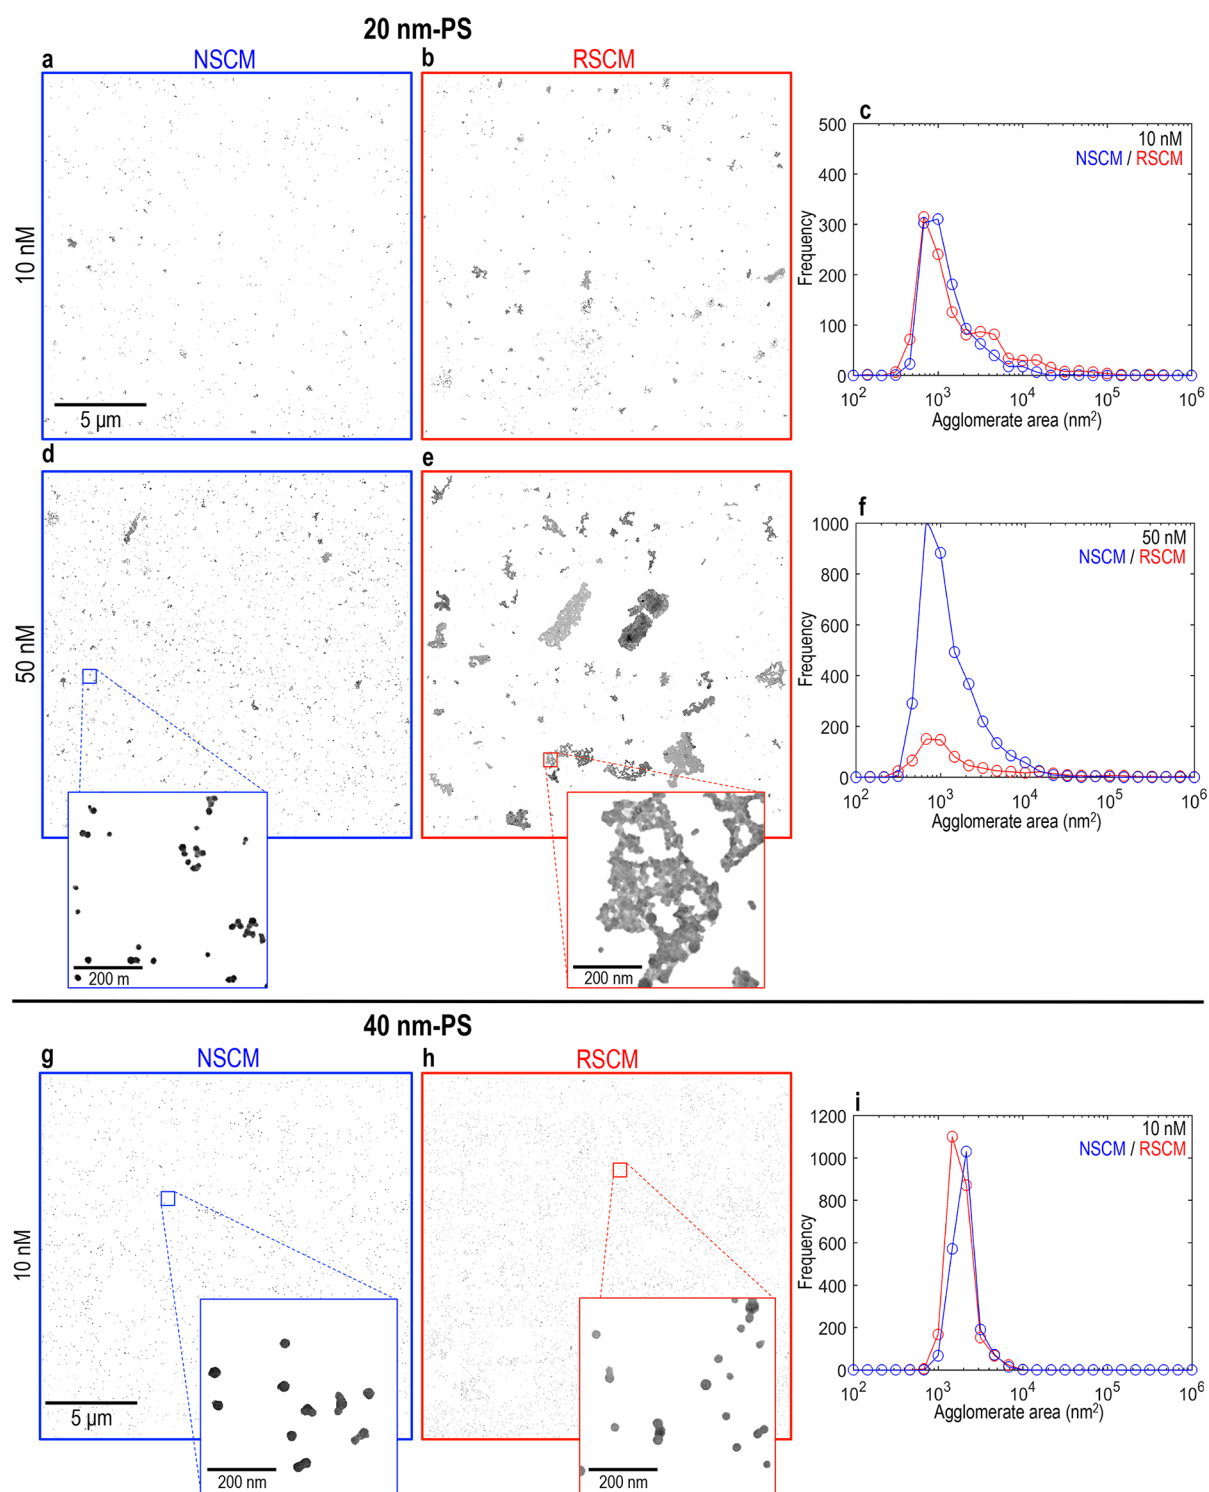 20 nm-PS
a
NSCM
b
RSCM
10 nM
5 µm
c
500
400
300
200
100
0
Frequency
10 nM
NSCM / RSCM
10² 10³ 10⁴ 10⁵ 10⁶
Agglomerate area (nm²)
d
e
50 nM
200 m
200 nm
f
1000
800
600
400
200
0
Frequency
50 nM
NSCM / RSCM
10² 10³ 10⁴ 10⁵ 10⁶
Agglomerate area (nm²)
40 nm-PS
g
NSCM
h
RSCM
10 nM
5 µm
200 nm
200 nm
i
1200
1000
800
600
400
200
0
Frequency
10 nM
NSCM / RSCM
10² 10³ 10⁴ 10⁵ 10⁶
Agglomerate area (nm²)